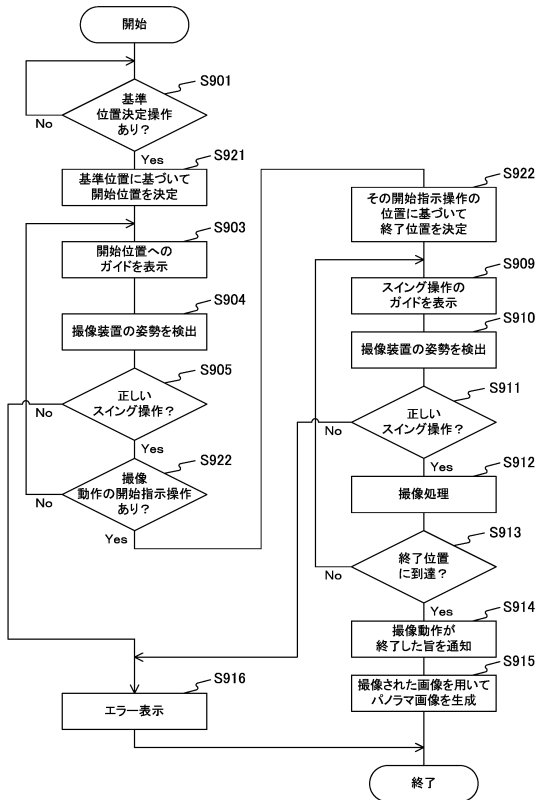 開始
S901
基準
位置決定操作
あり？
No
Yes
S921
基準位置に基づいて
開始位置を決定
S903
開始位置への
ガイドを表示
S904
撮像装置の姿勢を検出
S905
正しい
スイング操作？
No
Yes
S922
撮像
動作の開始指示操作
あり？
No
Yes
S922
その開始指示操作の
位置に基づいて
終了位置を決定
S909
スイング操作の
ガイドを表示
S910
撮像装置の姿勢を検出
S911
正しい
スイング操作？
No
Yes
S912
撮像処理
S913
終了位置
に到達？
No
Yes
S914
撮像動作が
終了した旨を通知
S915
撮像された画像を用いて
パノラマ画像を生成
S916
エラー表示
終了